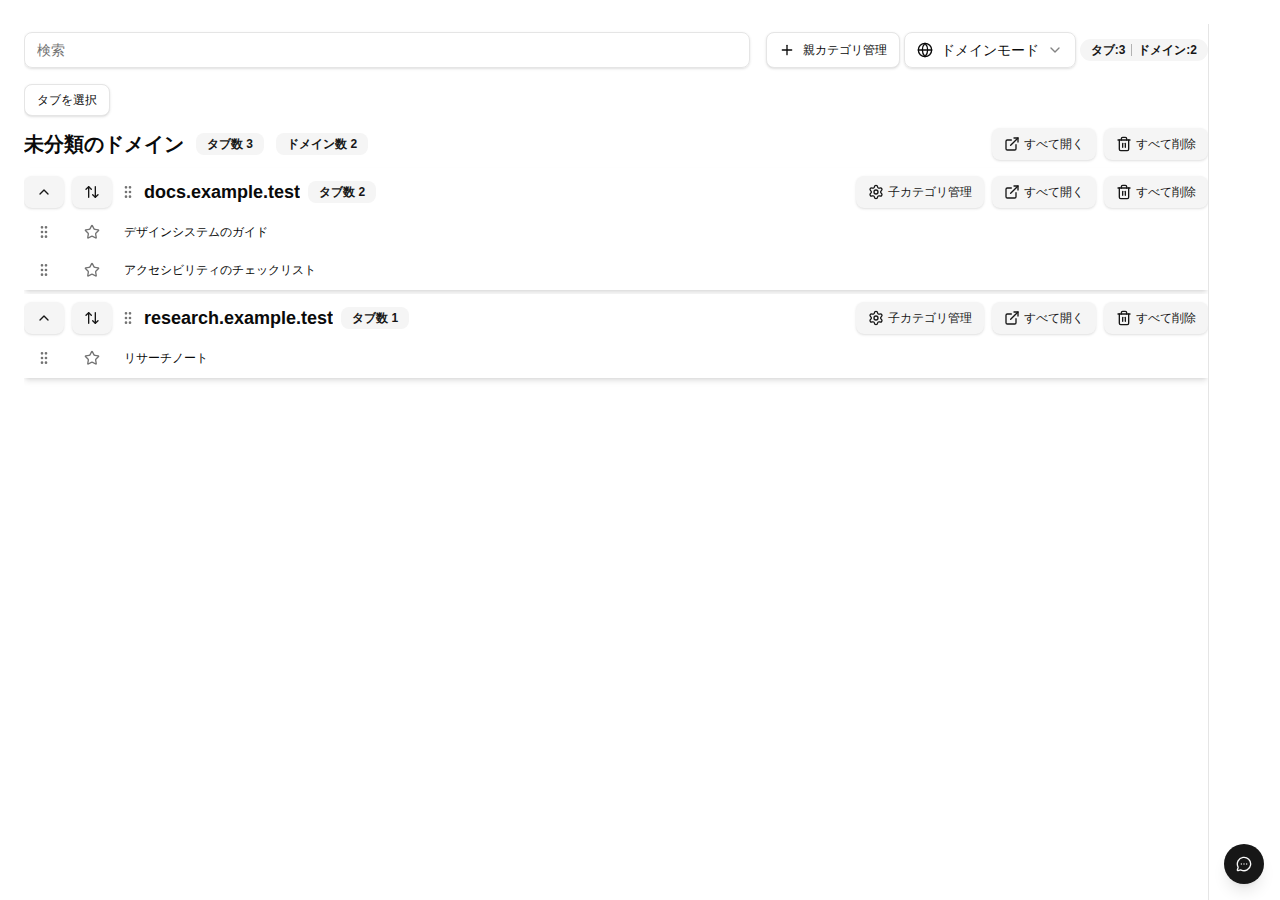 検索 親カテゴリ管理 ドメインモード タブ:3 ドメイン:2
タブを選択
未分類のドメイン タブ数 3 ドメイン数 2 すべて開く すべて削除
docs.example.test タブ数 2 子カテゴリ管理 すべて開く すべて削除
デザインシステムのガイド
アクセシビリティのチェックリスト
research.example.test タブ数 1 子カテゴリ管理 すべて開く すべて削除
リサーチノート